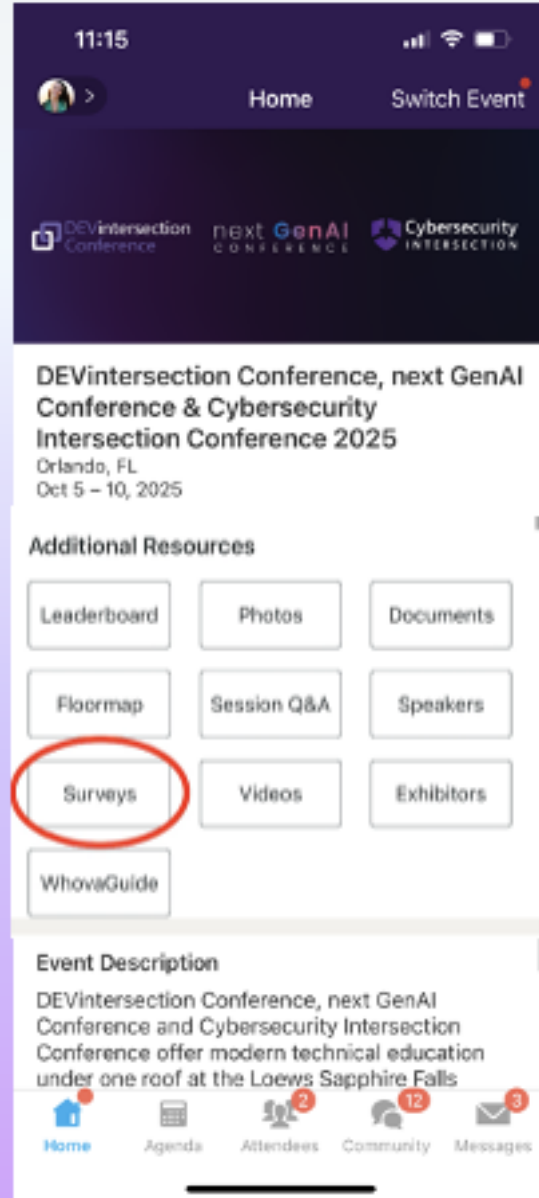 11:15
Home
Switch Event
DEVintersection
Conference
next GenAI
CONFERENCE
Cybersecurity
INTERSECTION
DEVintersection Conference, next GenAI
Conference & Cybersecurity
Intersection Conference 2025
Orlando, FL
Oct 5 – 10, 2025
Additional Resources
Leaderboard
Photos
Documents
Floormap
Session Q&A
Speakers
Surveys
Videos
Exhibitors
WhovaGuide
Event Description
DEVintersection Conference, next GenAI
Conference and Cybersecurity Intersection
Conference offer modern technical education
under one roof at the Loews Sapphire Falls
2
12
3
Home
Agenda
Attendees
Community
Messages